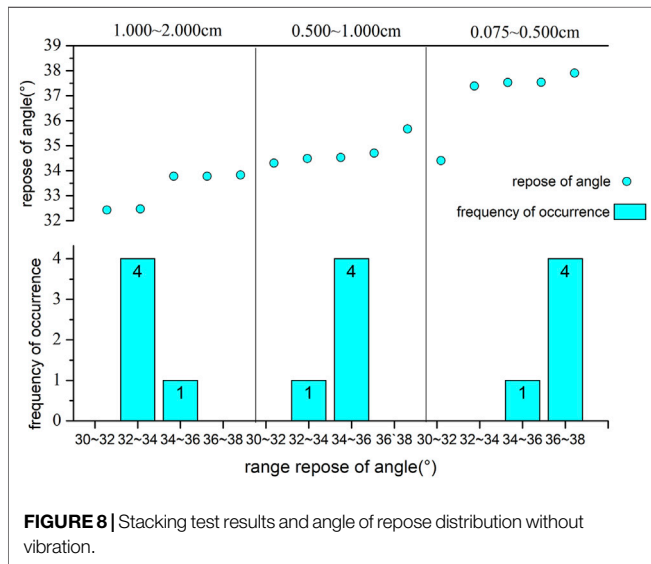 1.000~2.000cm 0.500~1.000cm 0.075~0.500cm
39
38
37
36
35
34
33
32
repose of angle(°)
repose of angle
frequency of occurrence
4
3
2
1
0
frequency of occurrence
4 1 1 4 1 4
30~32 32~34 34~36 36~38 30~32 32~34 34~36 36~38 30~32 32~34 34~36 36~38
range repose of angle(°)
FIGURE 8 | Stacking test results and angle of repose distribution without
vibration.